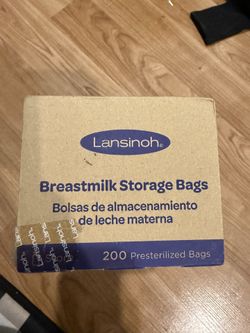 Lansinoh®
Breastmilk Storage Bags
Bolsas de almacenamiento
de leche materna
200 Presterilized Bags